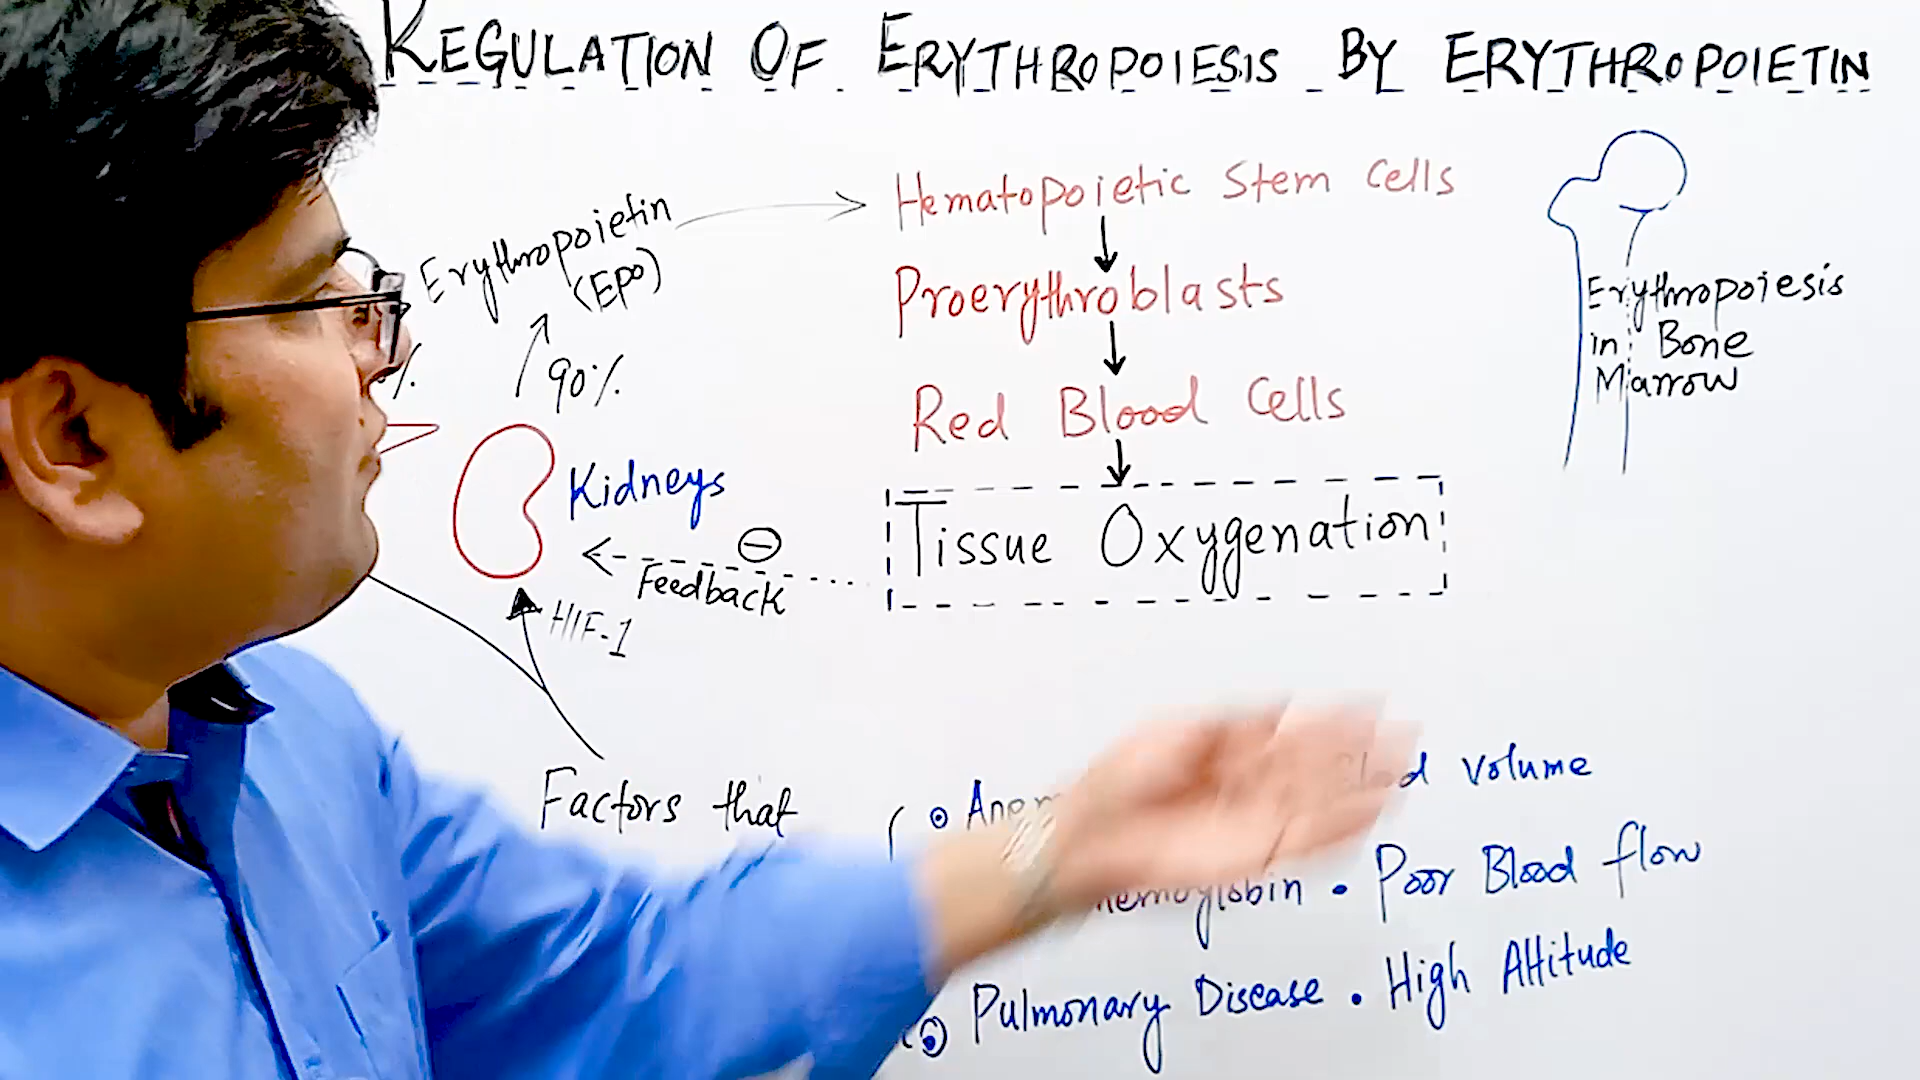 REGULATION OF ERYTHROPOIESIS BY ERYTHROPOIETIN
Erythropoietin
(EPO)
90%
Kidneys
HIF-1
Feedback
Hematopoietic Stem Cells
Proerythroblasts
Red Blood Cells
Tissue Oxygenation
Erythropoiesis
in Bone
Marrow
Factors that
Volume
Poor Blood flow
Pulmonary Disease • High Altitude